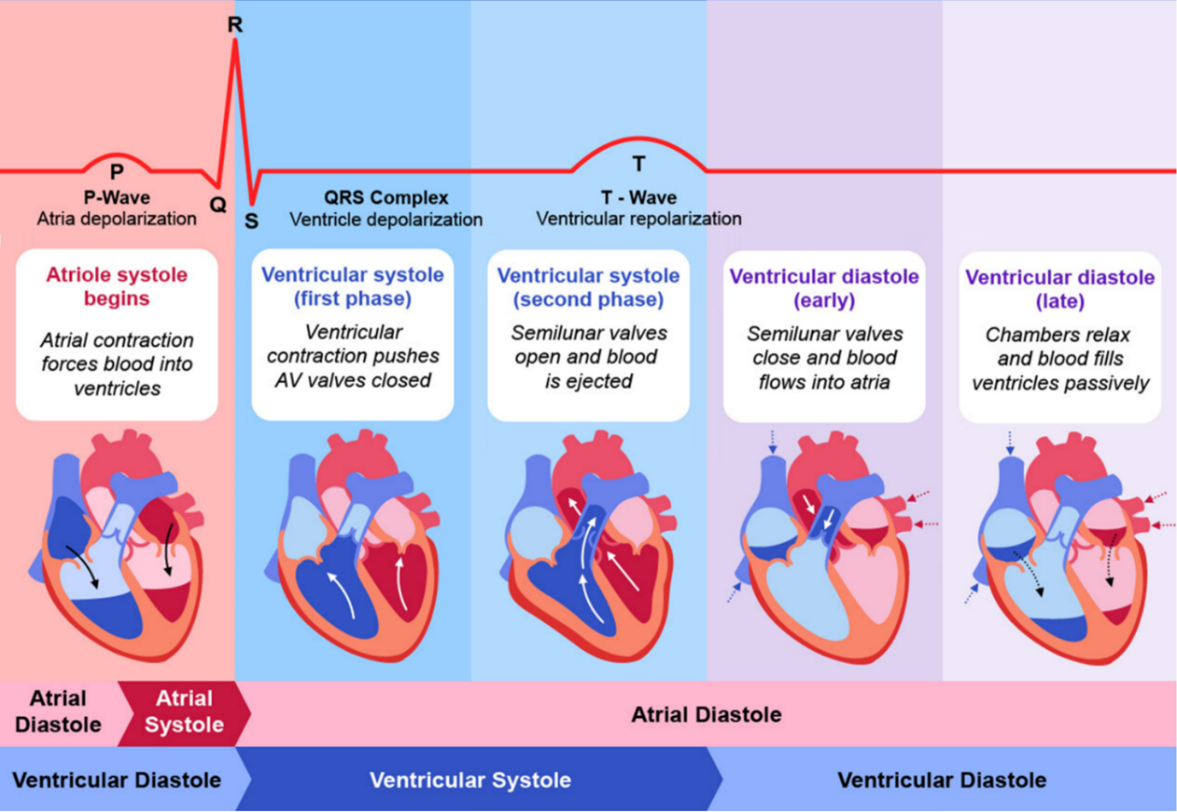 R
P
Q
S
T
P-Wave
Atria depolarization
QRS Complex
Ventricle depolarization
T - Wave
Ventricular repolarization
Atriole systole
begins
Atrial contraction
forces blood into
ventricles
Ventricular systole
(first phase)
Ventricular
contraction pushes
AV valves closed
Ventricular systole
(second phase)
Semilunar valves
open and blood
is ejected
Ventricular diastole
(early)
Semilunar valves
close and blood
flows into atria
Ventricular diastole
(late)
Chambers relax
and blood fills
ventricles passively
Atrial
Diastole
Atrial
Systole
Atrial Diastole
Ventricular Diastole
Ventricular Systole
Ventricular Diastole